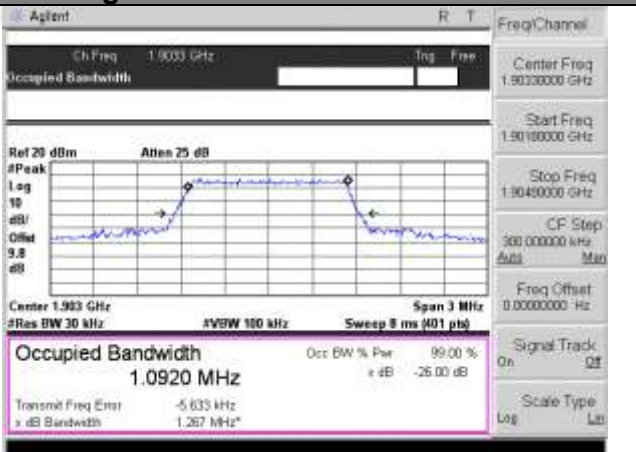 Agilent R T
Freq/Channel
Ch Freq 1.9033 GHz Trig Free
Occupied Bandwidth
Center Freq
1.90330000 GHz
Start Freq
1.90180000 GHz
Stop Freq
1.90480000 GHz
CF Step
300.000000 kHz
Auto Man
Freq Offset
0.00000000 Hz
Signal Track
On Off
Scale Type
Log Lin
Ref 20 dBm Atten 25 dB
#Peak
Log
10
dB/
Offst
9.8
dB
Center 1.903 GHz Span 3 MHz
#Res BW 30 kHz #VBW 100 kHz Sweep 8 ms (401 pts)
Occupied Bandwidth Occ BW % Pwr 99.00 %
1.0920 MHz x dB -26.00 dB
Transmit Freq Error -5.633 kHz
x dB Bandwidth 1.267 MHz*